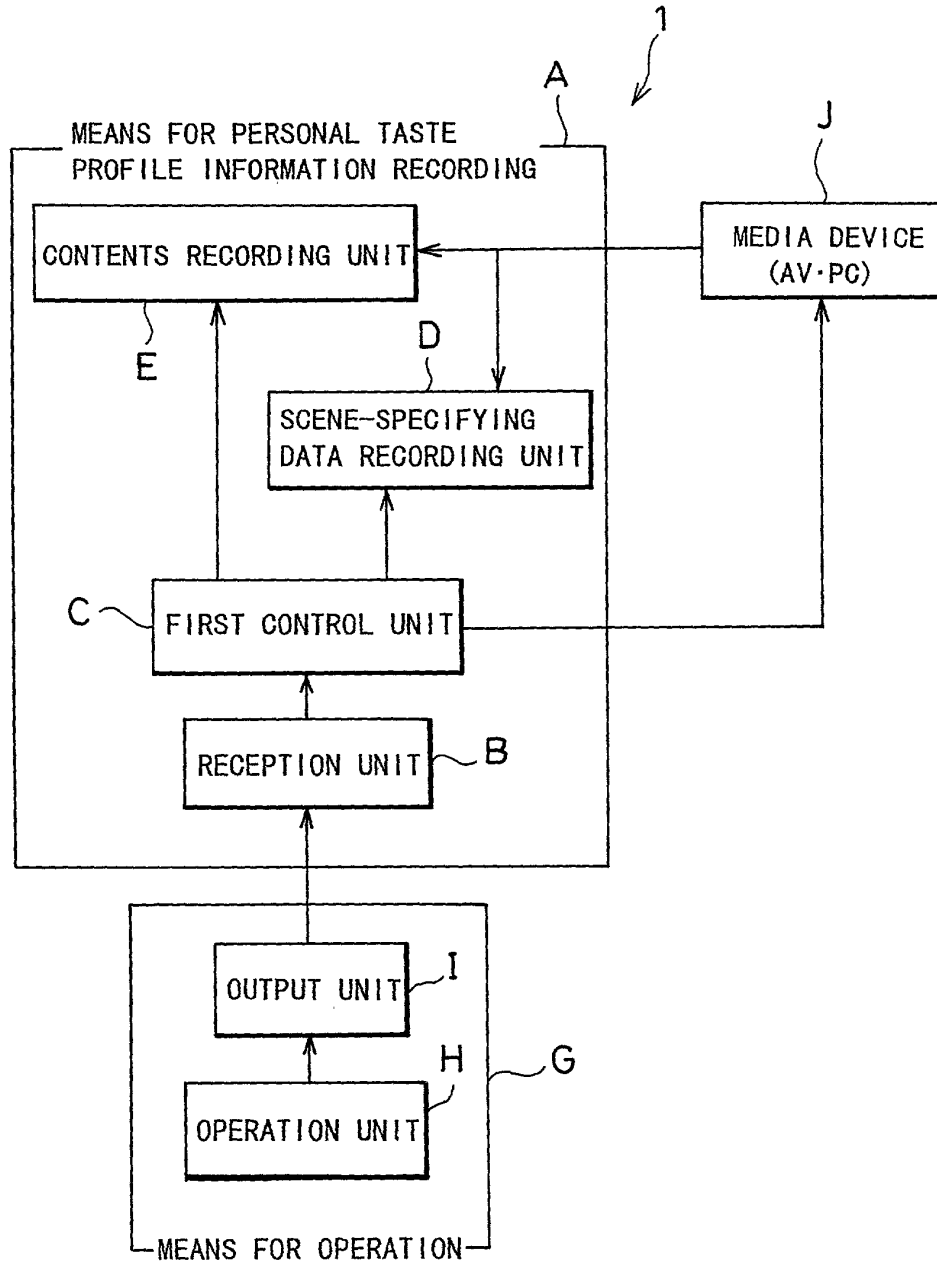 1
A
MEANS FOR PERSONAL TASTE
PROFILE INFORMATION RECORDING
J
CONTENTS RECORDING UNIT
MEDIA DEVICE
(AV·PC)
E
D
SCENE-SPECIFYING
DATA RECORDING UNIT
C
FIRST CONTROL UNIT
RECEPTION UNIT
B
OUTPUT UNIT
I
H
G
OPERATION UNIT
MEANS FOR OPERATION